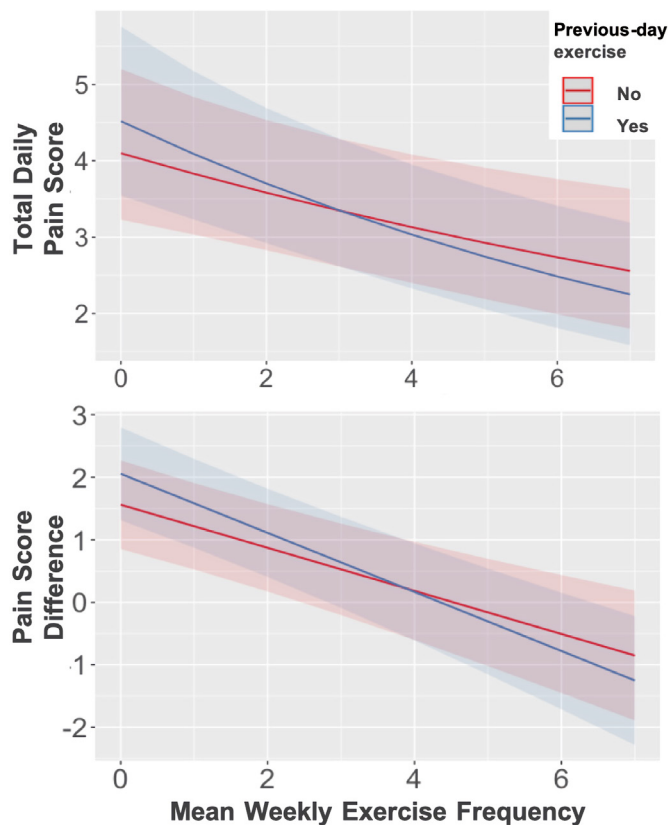 Previous-day
exercise
No
Yes
Total Daily
Pain Score
5
4
3
2
0
2
4
6
Pain Score
Difference
3
2
1
0
-1
-2
0
2
4
6
Mean Weekly Exercise Frequency